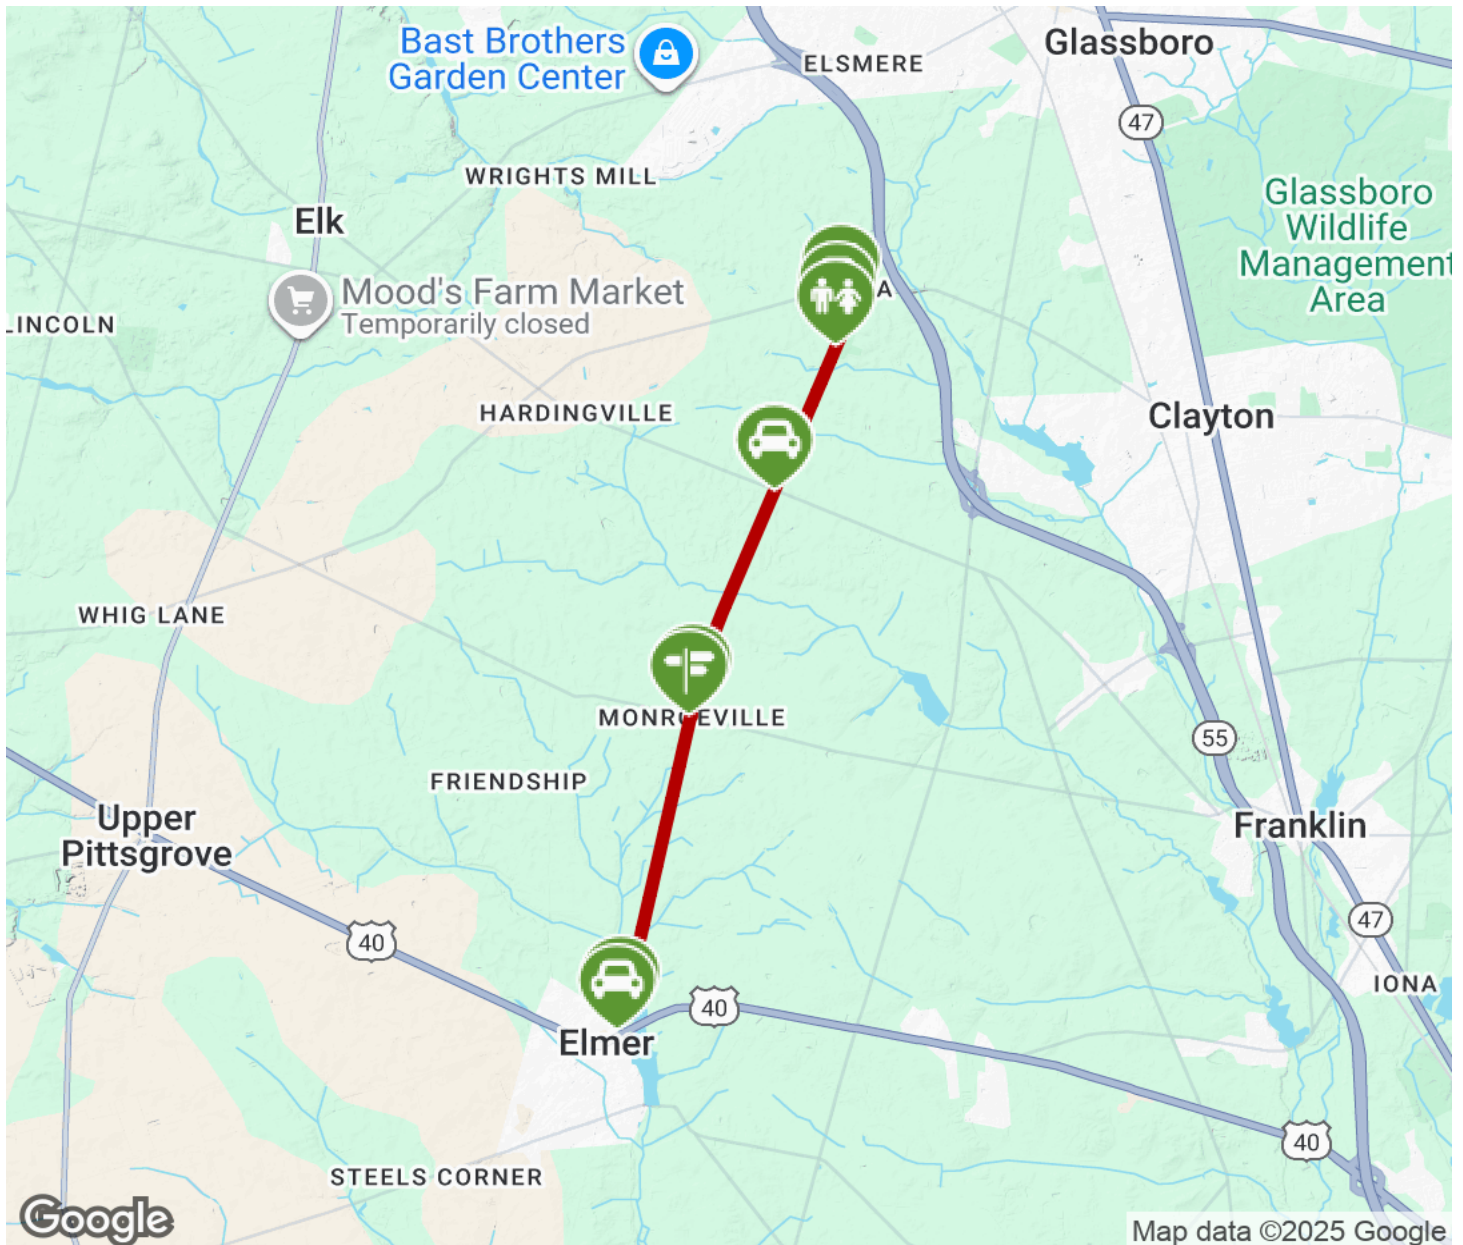 Bast Brothers
Garden Center
ELSMERE
Glassboro
47
WRIGHTS MILL
Elk
Glassboro
Wildlife
Management
Area
Mood's Farm Market
Temporarily closed
A
LINCOLN
HARDINGVILLE
Clayton
WHIG LANE
MONROEVILLE
55
FRIENDSHIP
Upper
Pittsgrove
Franklin
40
47
IONA
40
Elmer
40
STEELS CORNER
Google
Map data ©2025 Google